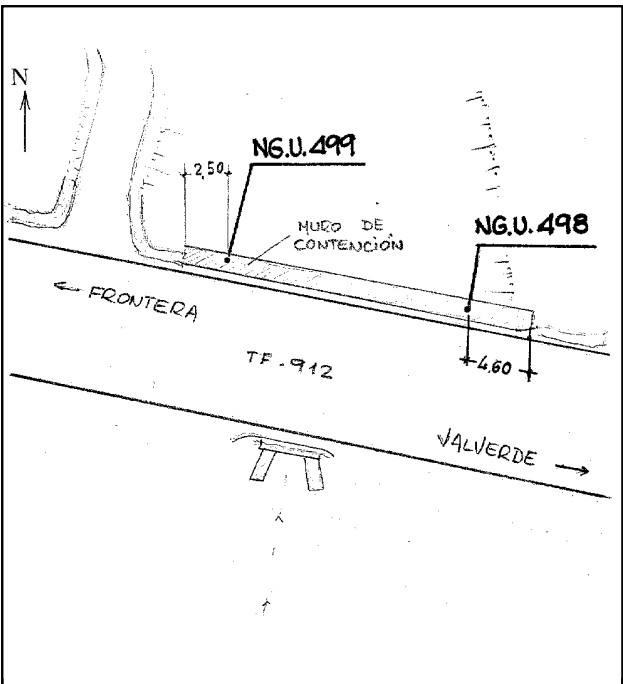 N
NG.U.499
2,50
MURO DE
CONTENCIÓN
NG.U.498
← FRONTERA
4,60
TF-912
VALVERDE →